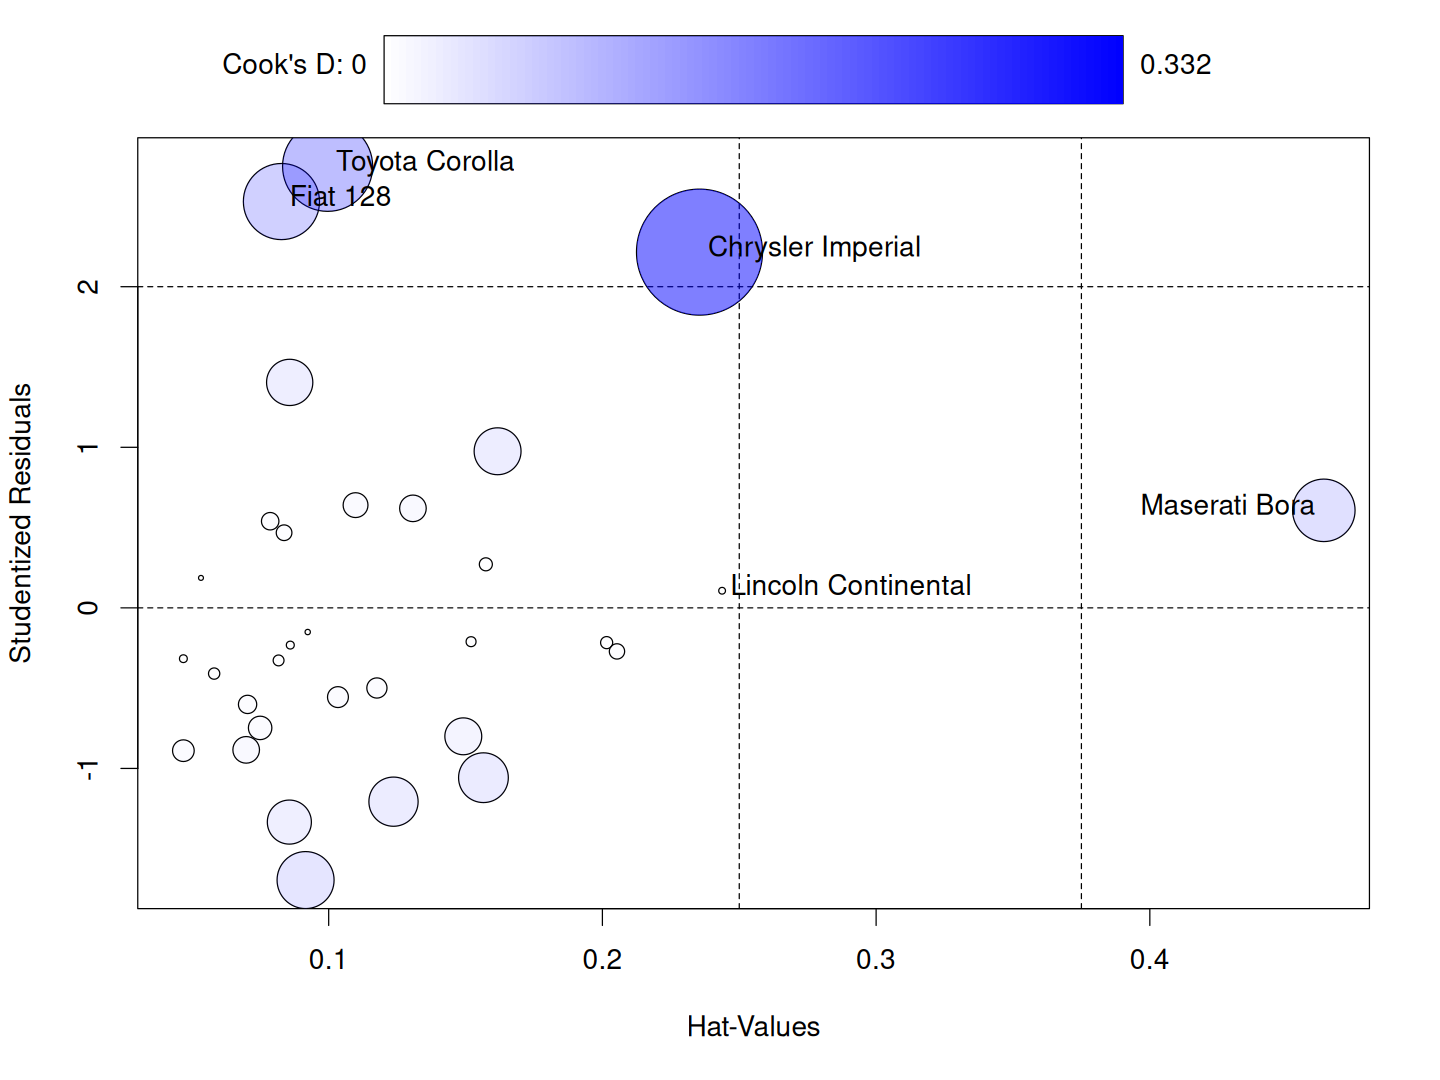 Cook's D: 0
0.332
Toyota Corolla
Fiat 128
Chrysler Imperial
Maserati Bora
Lincoln Continental
2
1
0
-1
Studentized Residuals
0.1
0.2
0.3
0.4
Hat-Values